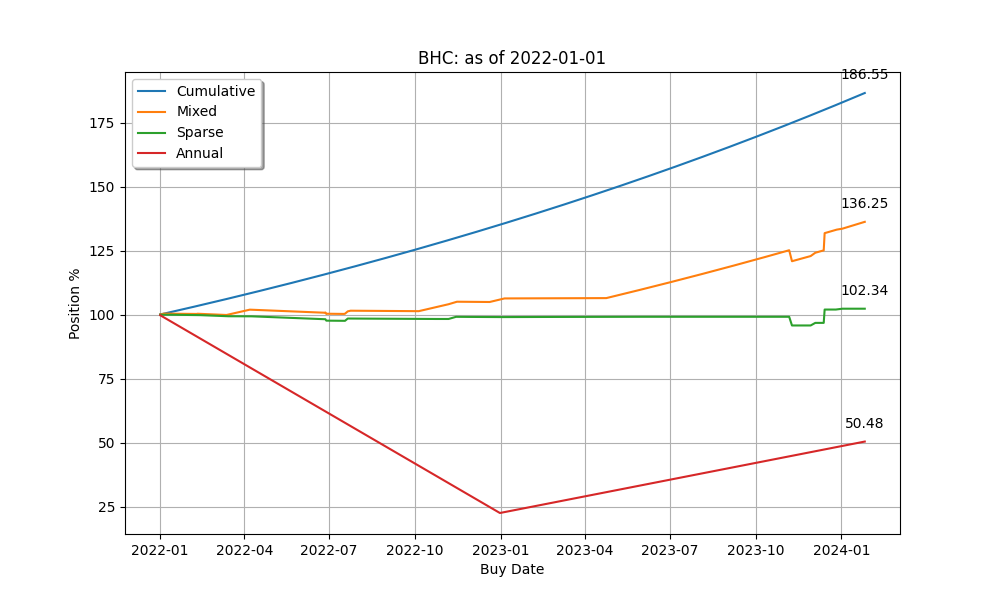 BHC: as of 2022-01-01
186.55
Cumulative
Mixed
Sparse
Annual
175
150
136.25
125
102.34
100
75
50.48
50
25
Position %
2022-01 2022-04 2022-07 2022-10 2023-01 2023-04 2023-07 2023-10 2024-01
Buy Date